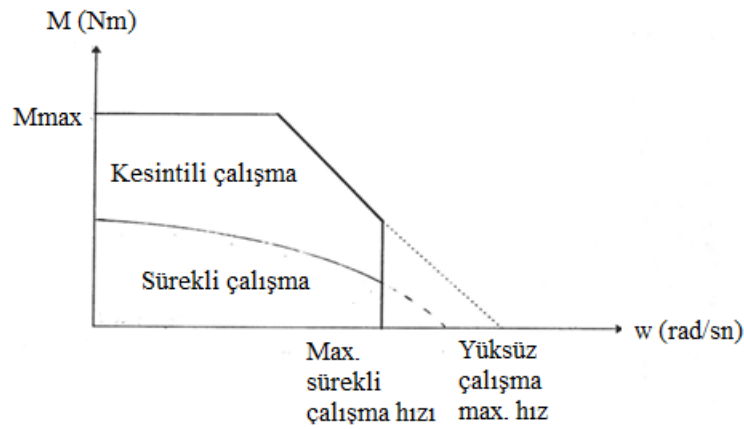 M (Nm)
Mmax
Kesintili çalışma
Sürekli çalışma
w (rad/sn)
Max.
sürekli
çalışma hızı
Yüksüz
çalışma
max. hız